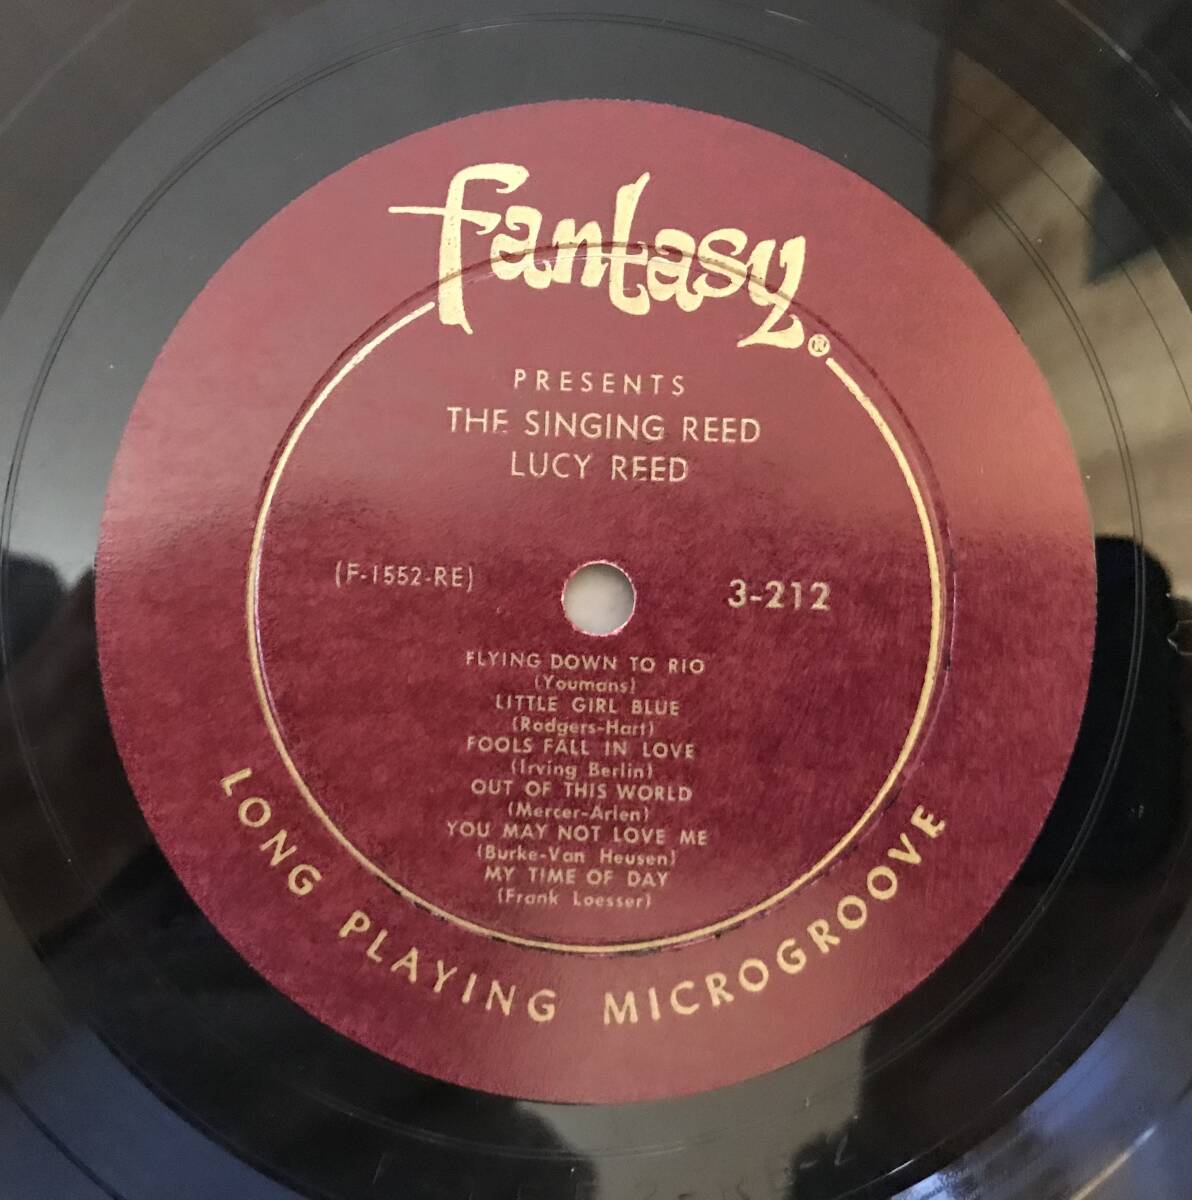 fantasy®
PRESENTS
THE SINGING REED
LUCY REED
(F-1552-RE)
3-212
FLYING DOWN TO RIO
(Youmans)
LITTLE GIRL BLUE
(Rodgers-Hart)
FOOLS FALL IN LOVE
(Irving Berlin)
OUT OF THIS WORLD
(Mercer-Arlen)
YOU MAY NOT LOVE ME
(Burke-Van Heusen)
MY TIME OF DAY
(Frank Loesser)
LONG PLAYING MICROGROOVE